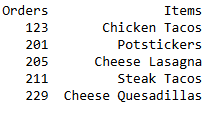 Orders Items
123 Chicken Tacos
201 Potstickers
205 Cheese Lasagna
211 Steak Tacos
229 Cheese Quesadillas